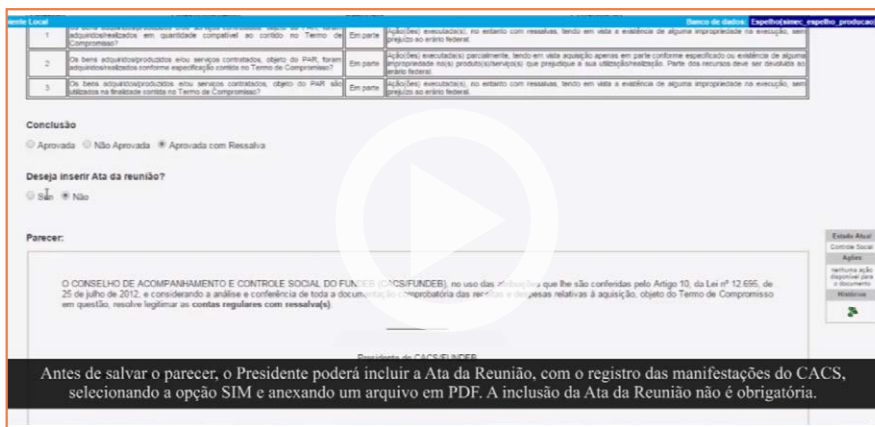 ente Local
Banco de dados: Espelho(simec_espelho_producao)
1
adquiridos/realizados em quantidade compatível ao contido no Termo de Compromisso?
Em parte
Ação(ões) executada(s), no entanto com ressalvas, tendo em vista a existência de alguma impropriedade na execução, sem prejuízo ao erário federal.
2
Os bens adquiridos/produzidos e/ou serviços contratados, objeto do PAR, foram adquiridos/realizados conforme especificação contida no Termo de Compromisso?
Em parte
Ação(ões) executada(s) parcialmente, tendo em vista aquisição apenas em parte conforme especificado ou existência de alguma impropriedade no(s) produto(s)/serviço(s) que prejudique a sua utilização/realização. Parte dos recursos deve ser devolvida ao erário federal.
3
Os bens adquiridos/produzidos e/ou serviços contratados, objeto do PAR são utilizados na finalidade contida no Termo de Compromisso?
Em parte
Ação(ões) executada(s), no entanto com ressalvas, tendo em vista a existência de alguma impropriedade na execução, sem prejuízo ao erário federal.
Conclusão
Aprovada Não Aprovada Aprovada com Ressalva
Deseja inserir Ata da reunião?
Sim Não
Parecer:
Estado Atual
Controle Social
Ações
nenhuma ação disponível para o documento
Histórico
O CONSELHO DE ACOMPANHAMENTO E CONTROLE SOCIAL DO FUNDEB (CACS/FUNDEB), no uso das atribuições que lhe são conferidas pelo Artigo 10, da Lei nº 12.695, de
25 de julho de 2012, e considerando a análise e conferência de toda a documentação comprobatória das receitas e despesas relativas à aquisição, objeto do Termo de Compromisso
em questão, resolve legitimar as contas regulares com ressalva(s).
Presidente do CACS/FUNDEB
Antes de salvar o parecer, o Presidente poderá incluir a Ata da Reunião, com o registro das manifestações do CACS,
selecionando a opção SIM e anexando um arquivo em PDF. A inclusão da Ata da Reunião não é obrigatória.